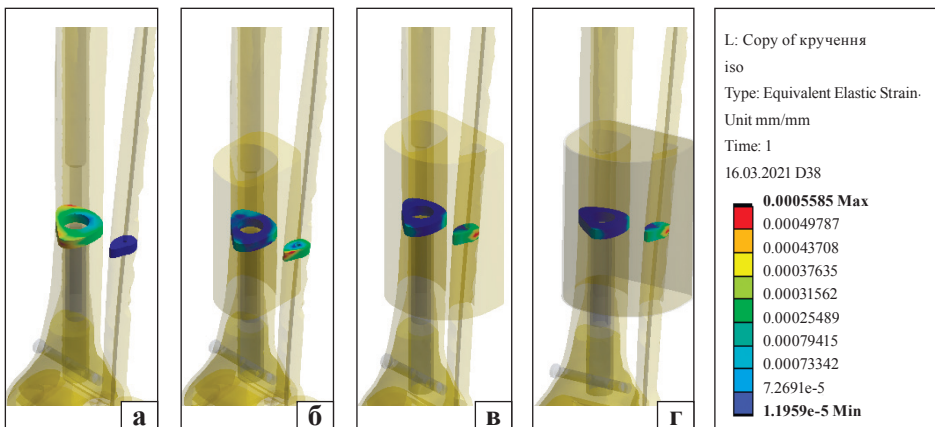 а
б
в
г
L: Copy of кручення
iso
Type: Equivalent Elastic Strain
Unit mm/mm
Time: 1
16.03.2021 D38
0.0005585 Max
0.00049787
0.00043708
0.00037635
0.00031562
0.00025489
0.00079415
0.00073342
7.2691e-5
1.1959e-5 Min